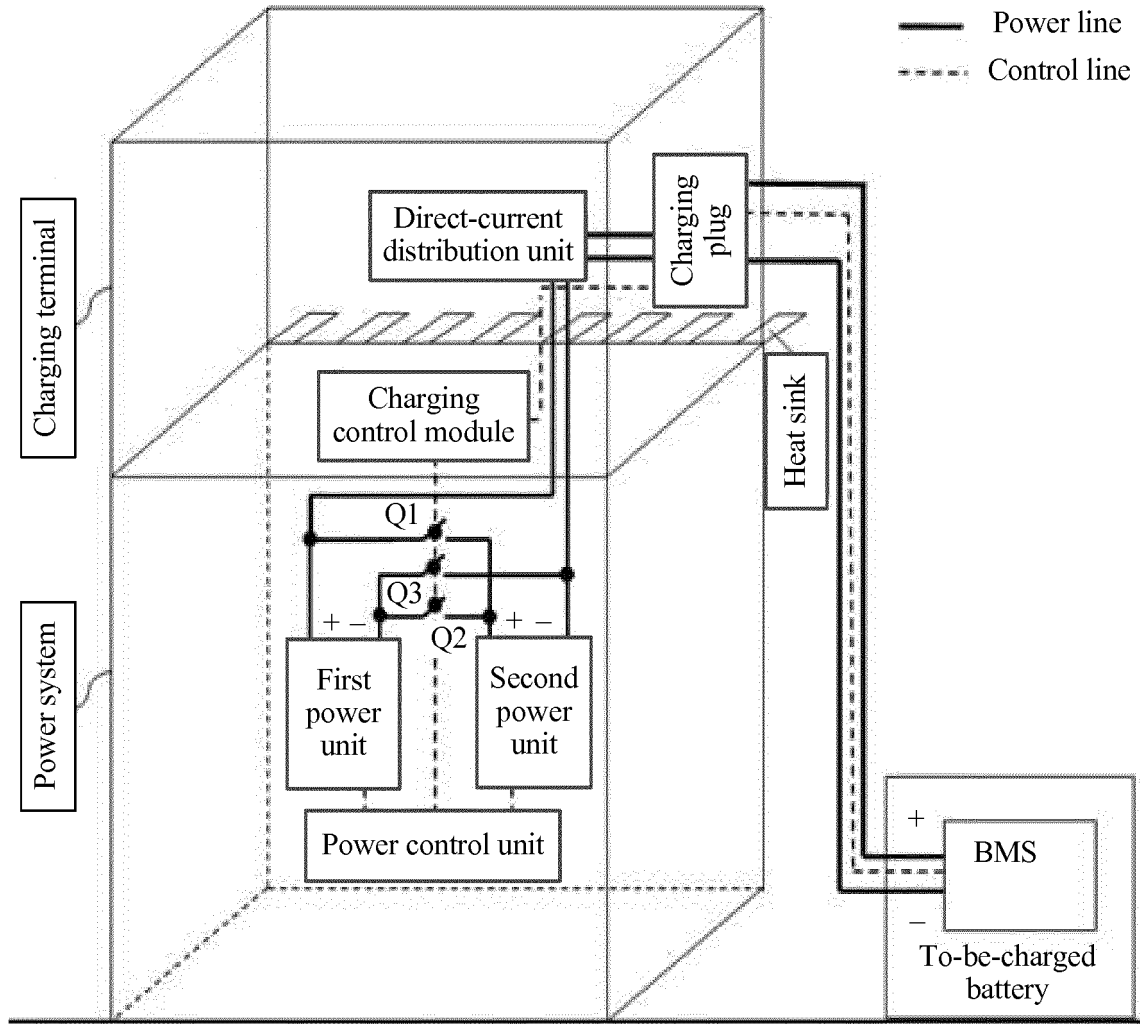 Power line
Control line
Charging terminal
Direct-current
distribution unit
Charging
plug
Charging
control module
Heat sink
Q1
Q3
Q2
+
−
+
−
Power system
First
power
unit
Second
power
unit
Power control unit
+
BMS
−
To-be-charged
battery